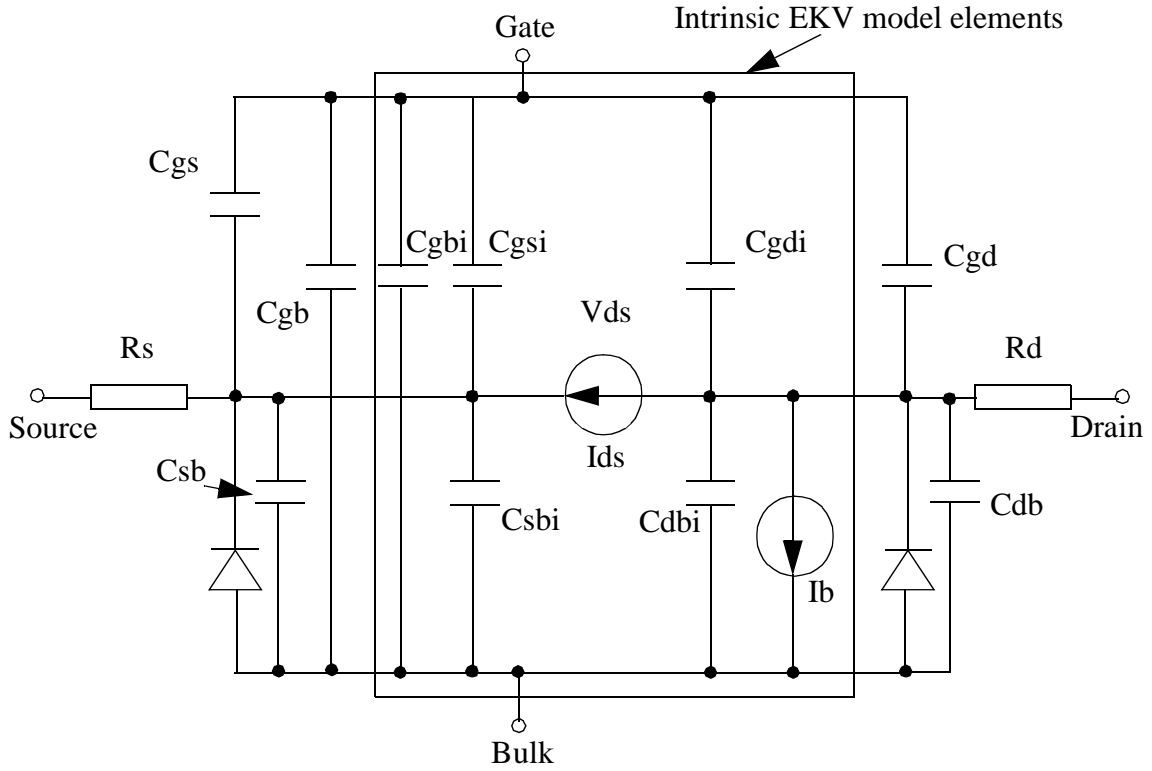 Intrinsic EKV model elements
Gate
Cgs
Cgbi
Cgsi
Cgdi
Cgd
Cgb
Vds
Rs
Rd
Source
Drain
Ids
Csb
Csbi
Cdbi
Cdb
Ib
Bulk